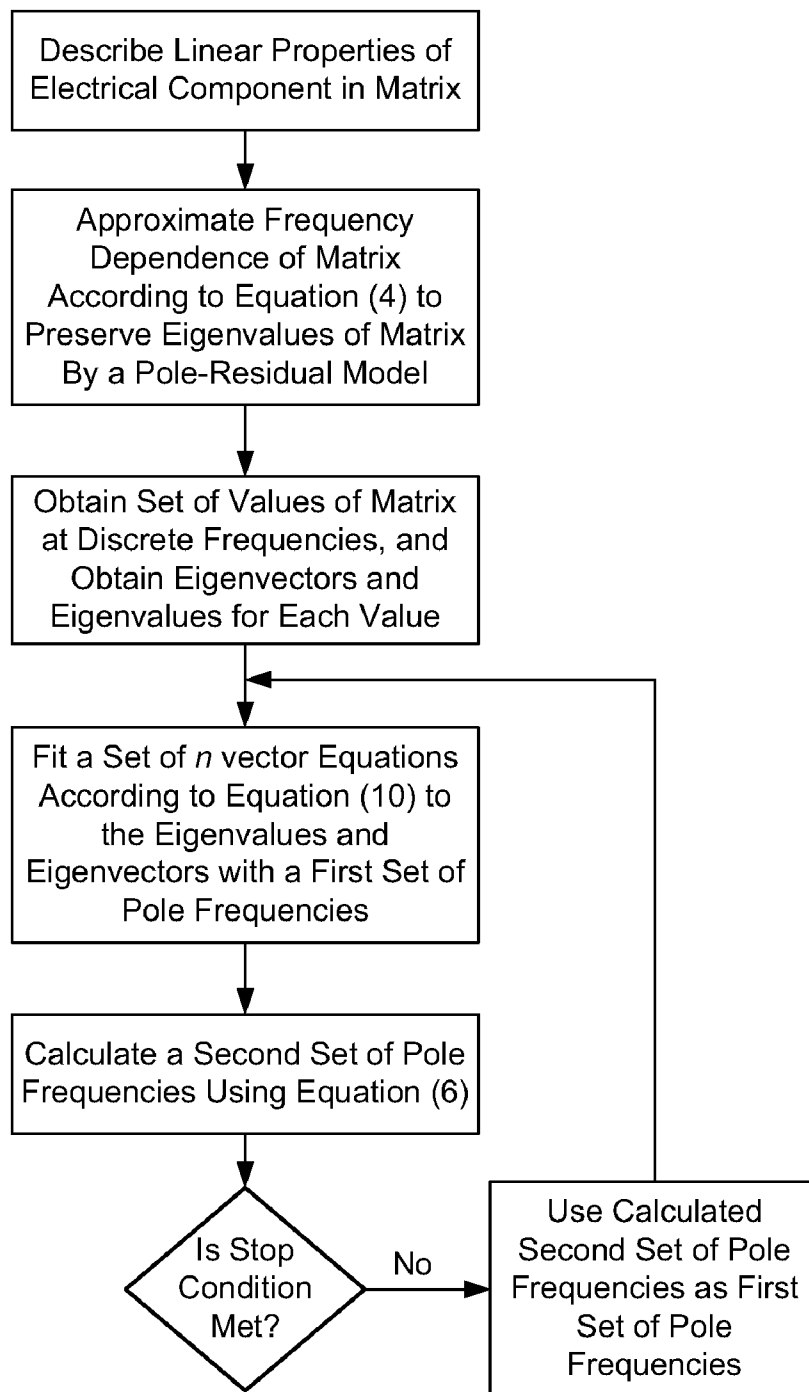 Describe Linear Properties of
Electrical Component in Matrix
Approximate Frequency
Dependence of Matrix
According to Equation (4) to
Preserve Eigenvalues of Matrix
By a Pole-Residual Model
Obtain Set of Values of Matrix
at Discrete Frequencies, and
Obtain Eigenvectors and
Eigenvalues for Each Value
Fit a Set of n vector Equations
According to Equation (10) to
the Eigenvalues and
Eigenvectors with a First Set of
Pole Frequencies
Calculate a Second Set of Pole
Frequencies Using Equation (6)
Is Stop
Condition
Met?
No
Use Calculated
Second Set of Pole
Frequencies as First
Set of Pole
Frequencies